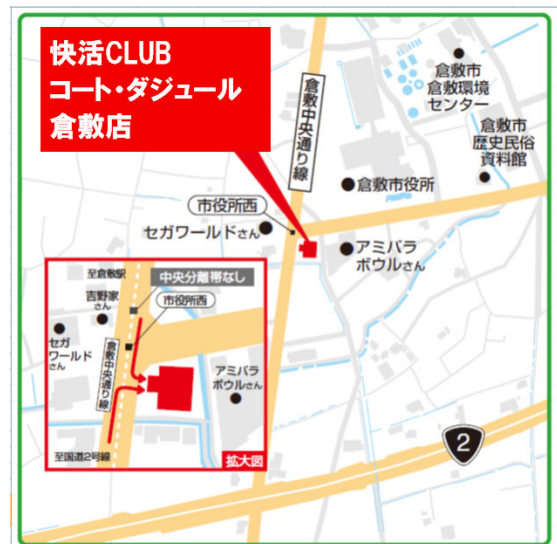 快活CLUB
コート・ダジュール
倉敷店
倉敷中央通り線
倉敷市
倉敷環境
センター
倉敷市
歴史民俗
資料館
倉敷市役所
市役所西
セガワールドさん
アミパラ
ボウルさん
至倉敷駅
中央分離帯なし
吉野家
さん
市役所西
セガ
ワールド
さん
倉敷中央通り線
アミパラ
ボウルさん
至国道2号線
拡大図
2